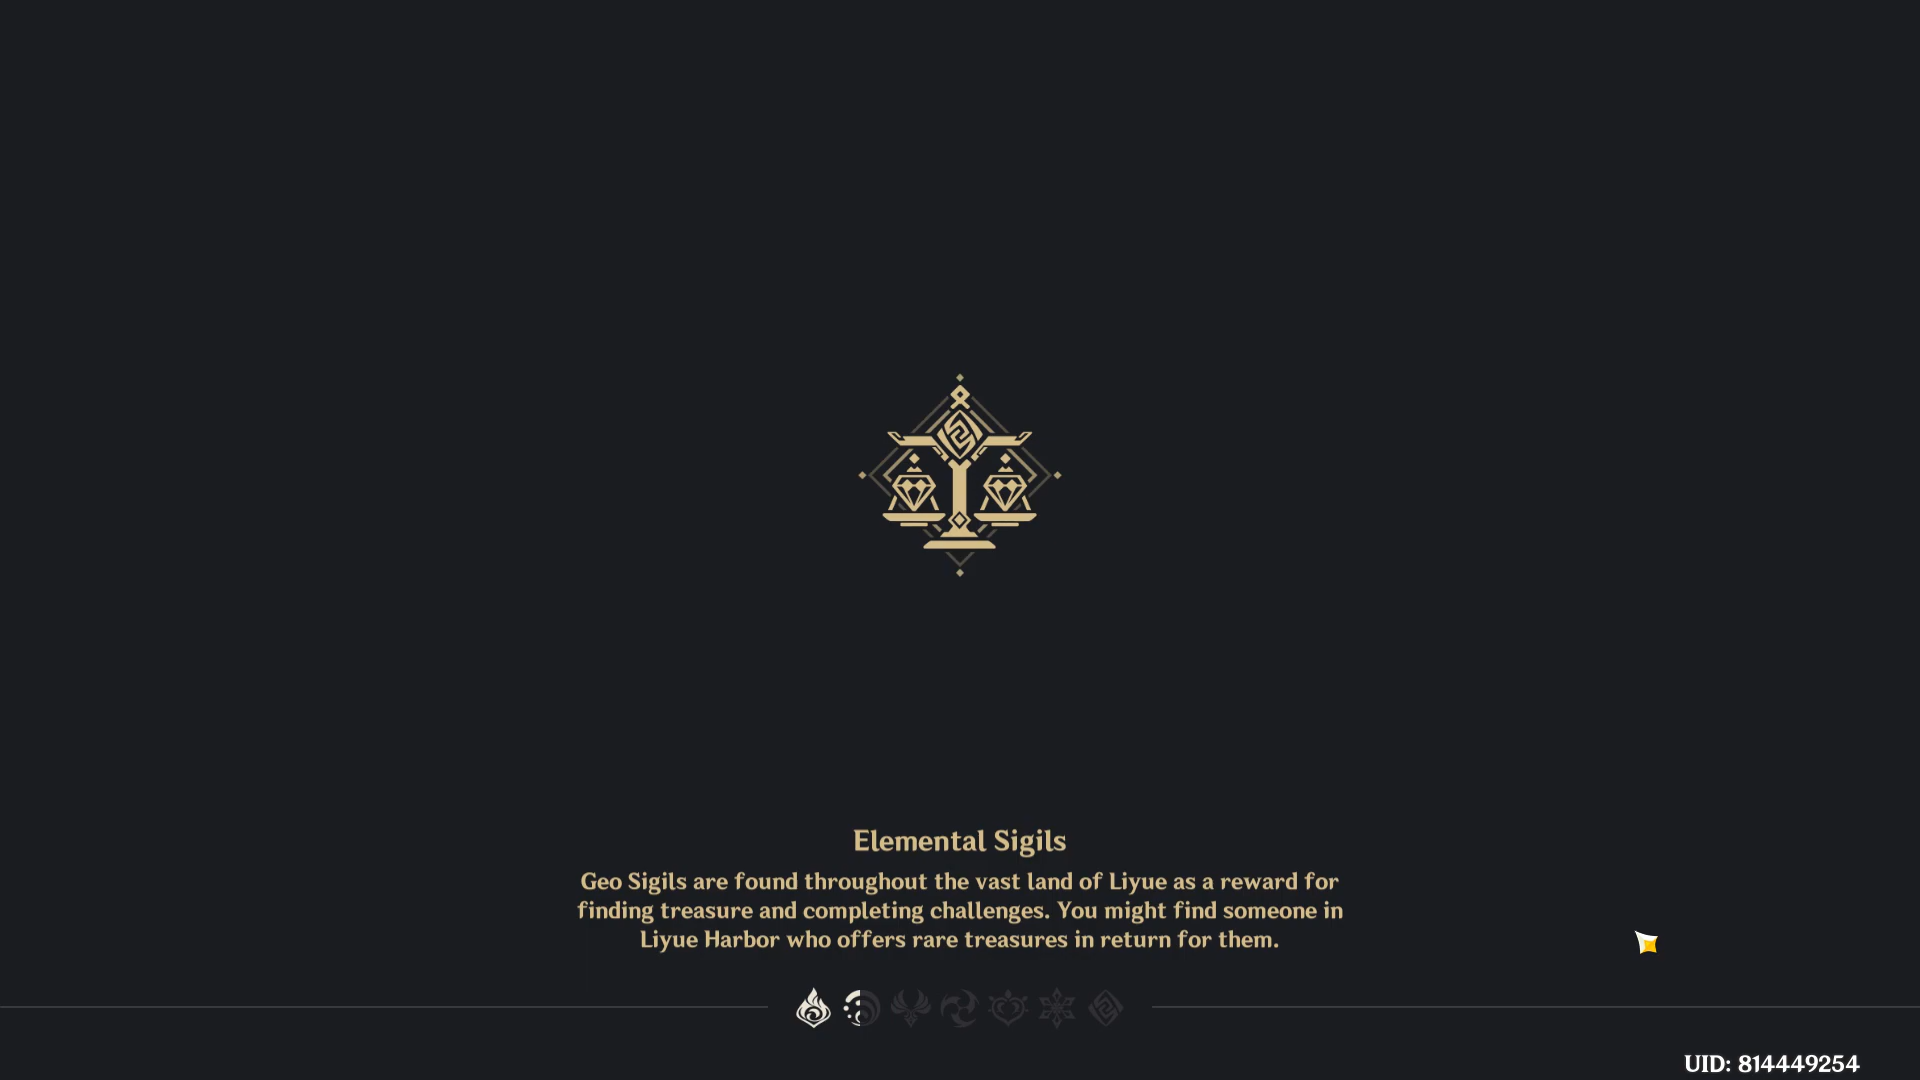 Elemental Sigils
Geo Sigils are found throughout the vast land of Liyue as a reward for
finding treasure and completing challenges. You might find someone in
Liyue Harbor who offers rare treasures in return for them.
UID: 814449254